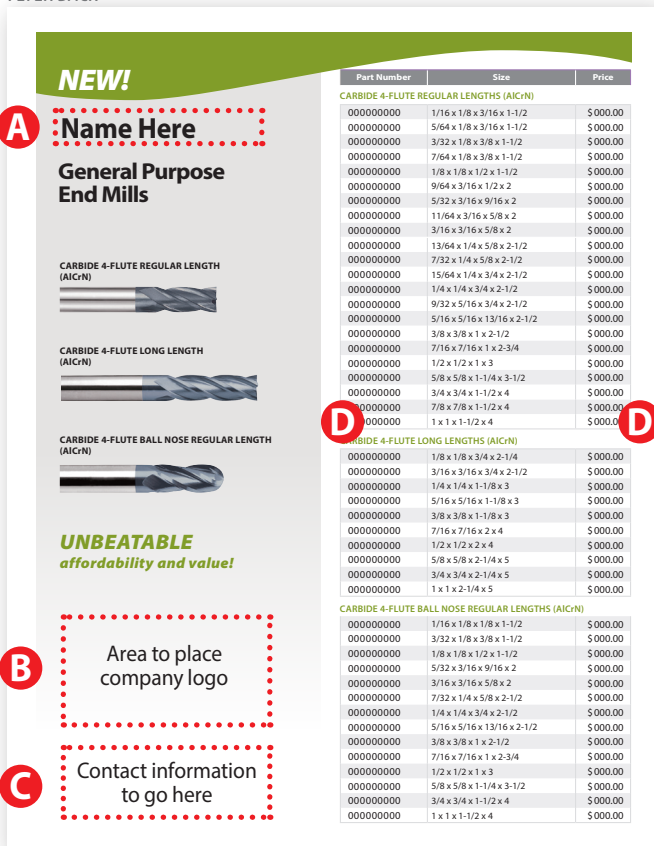 NEW!
A
Name Here
General Purpose
End Mills
CARBIDE 4-FLUTE REGULAR LENGTH
(AlCrN)
CARBIDE 4-FLUTE LONG LENGTH
(AlCrN)
CARBIDE 4-FLUTE BALL NOSE REGULAR LENGTH
(AlCrN)
UNBEATABLE
affordability and value!
B
Area to place
company logo
C
Contact information
to go here
Part Number Size Price
CARBIDE 4-FLUTE REGULAR LENGTHS (AlCrN)
000000000 1/16 x 1/8 x 3/16 x 1-1/2 $000.00
000000000 5/64 x 1/8 x 3/16 x 1-1/2 $000.00
000000000 3/32 x 1/8 x 3/8 x 1-1/2 $000.00
000000000 7/64 x 1/8 x 3/8 x 1-1/2 $000.00
000000000 1/8 x 1/8 x 1/2 x 1-1/2 $000.00
000000000 9/64 x 3/16 x 1/2 x 2 $000.00
000000000 5/32 x 3/16 x 9/16 x 2 $000.00
000000000 11/64 x 3/16 x 5/8 x 2 $000.00
000000000 3/16 x 3/16 x 5/8 x 2 $000.00
000000000 13/64 x 1/4 x 5/8 x 2-1/2 $000.00
000000000 7/32 x 1/4 x 5/8 x 2-1/2 $000.00
000000000 15/64 x 1/4 x 3/4 x 2-1/2 $000.00
000000000 1/4 x 1/4 x 3/4 x 2-1/2 $000.00
000000000 9/32 x 5/16 x 3/4 x 2-1/2 $000.00
000000000 5/16 x 5/16 x 13/16 x 2-1/2 $000.00
000000000 3/8 x 3/8 x 1 x 2-1/2 $000.00
000000000 7/16 x 7/16 x 1 x 2-3/4 $000.00
000000000 1/2 x 1/2 x 1 x 3 $000.00
000000000 5/8 x 5/8 x 1-1/4 x 3-1/2 $000.00
000000000 3/4 x 3/4 x 1-1/2 x 4 $000.00
7/8 x 7/8 x 1-1/2 x 4 $000.00
D 1 x 1 x 1-1/2 x 4 D
4-FLUTE LONG LENGTHS (AlCrN)
000000000 1/8 x 1/8 x 3/4 x 2-1/4 $000.00
000000000 3/16 x 3/16 x 3/4 x 2-1/2 $000.00
000000000 1/4 x 1/4 x 1-1/8 x 3 $000.00
000000000 5/16 x 5/16 x 1-1/8 x 3 $000.00
000000000 3/8 x 3/8 x 1-1/8 x 3 $000.00
000000000 7/16 x 7/16 x 2 x 4 $000.00
000000000 1/2 x 1/2 x 2 x 4 $000.00
000000000 5/8 x 5/8 x 2-1/4 x 5 $000.00
000000000 3/4 x 3/4 x 2-1/4 x 5 $000.00
000000000 1 x 1 x 2-1/4 x 5 $000.00
CARBIDE 4-FLUTE BALL NOSE REGULAR LENGTHS (AlCrN)
000000000 1/16 x 1/8 x 1/8 x 1-1/2 $000.00
000000000 3/32 x 1/8 x 3/8 x 1-1/2 $000.00
000000000 1/8 x 1/8 x 1/2 x 1-1/2 $000.00
000000000 5/32 x 3/16 x 9/16 x 2 $000.00
000000000 3/16 x 3/16 x 5/8 x 2 $000.00
000000000 7/32 x 1/4 x 5/8 x 2-1/2 $000.00
000000000 1/4 x 1/4 x 3/4 x 2-1/2 $000.00
000000000 5/16 x 5/16 x 13/16 x 2-1/2 $000.00
000000000 3/8 x 3/8 x 1 x 2-1/2 $000.00
000000000 7/16 x 7/16 x 1 x 2-3/4 $000.00
000000000 1/2 x 1/2 x 1 x 3 $000.00
000000000 5/8 x 5/8 x 1-1/4 x 3-1/2 $000.00
000000000 3/4 x 3/4 x 1-1/2 x 4 $000.00
000000000 1 x 1 x 1-1/2 x 4 $000.00